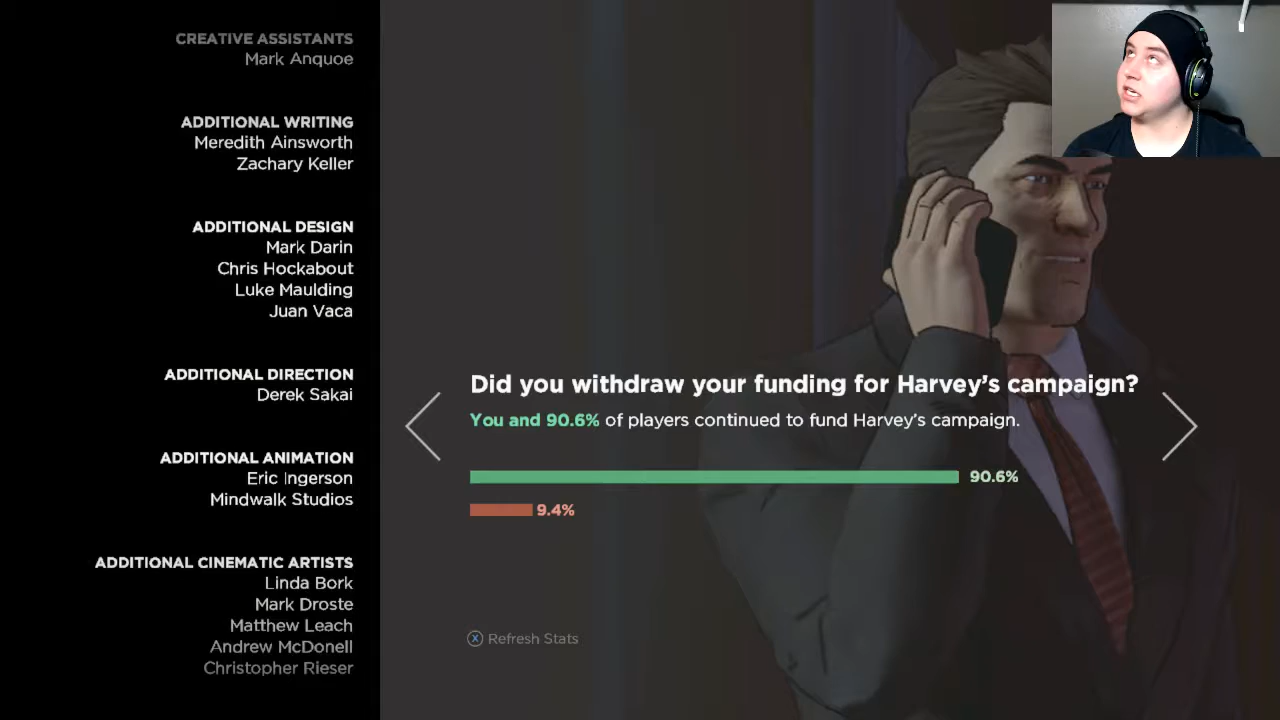 CREATIVE ASSISTANTS
Mark Anquoe
ADDITIONAL WRITING
Meredith Ainsworth
Zachary Keller
ADDITIONAL DESIGN
Mark Darin
Chris Hockabout
Luke Maulding
Juan Vaca
ADDITIONAL DIRECTION
Derek Sakai
ADDITIONAL ANIMATION
Eric Ingerson
Mindwalk Studios
ADDITIONAL CINEMATIC ARTISTS
Linda Bork
Mark Droste
Matthew Leach
Andrew McDonell
Christopher Rieser
Did you withdraw your funding for Harvey's campaign?
You and 90.6% of players continued to fund Harvey's campaign.
90.6%
9.4%
X Refresh Stats